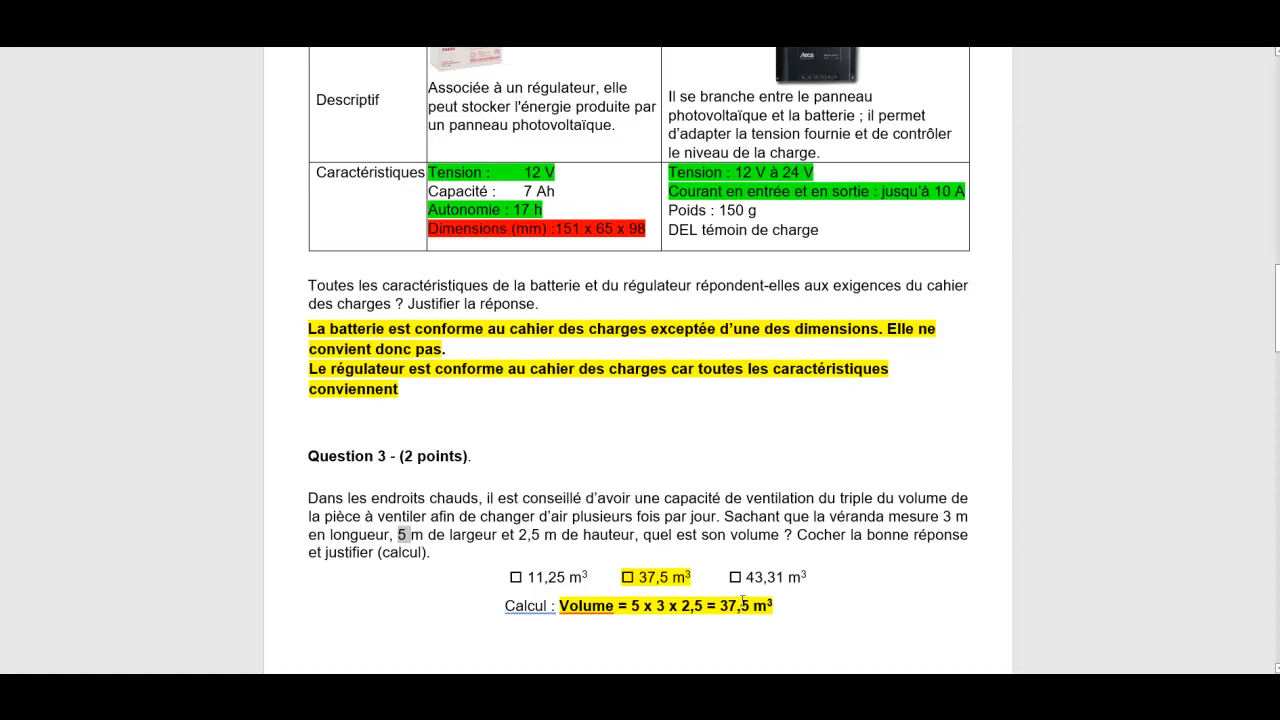 Descriptif
Associée à un régulateur, elle
peut stocker l'énergie produite par
un panneau photovoltaïque.
Steca
Il se branche entre le panneau
photovoltaïque et la batterie ; il permet
d'adapter la tension fournie et de contrôler
le niveau de la charge.
Caractéristiques
Tension : 12 V
Capacité : 7 Ah
Autonomie : 17 h
Dimensions (mm) :151 x 65 x 98
Tension : 12 V à 24 V
Courant en entrée et en sortie : jusqu'à 10 A
Poids : 150 g
DEL témoin de charge
Toutes les caractéristiques de la batterie et du régulateur répondent-elles aux exigences du cahier
des charges ? Justifier la réponse.
La batterie est conforme au cahier des charges exceptée d'une des dimensions. Elle ne
convient donc pas.
Le régulateur est conforme au cahier des charges car toutes les caractéristiques
conviennent
Question 3 - (2 points).
Dans les endroits chauds, il est conseillé d'avoir une capacité de ventilation du triple du volume de
la pièce à ventiler afin de changer d'air plusieurs fois par jour. Sachant que la véranda mesure 3 m
en longueur, 5 m de largeur et 2,5 m de hauteur, quel est son volume ? Cocher la bonne réponse
et justifier (calcul).
☐ 11,25 m³ ☐ 37,5 m³ ☐ 43,31 m³
Calcul : Volume = 5 x 3 x 2,5 = 37,5 m³